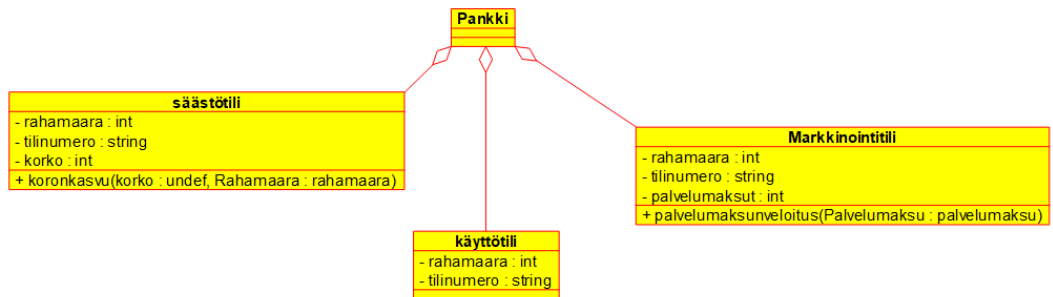 Pankki
säästötili
- rahamaara : int
- tilinumero : string
- korko : int
+ koronkasvu(korko : undef, Rahamaara : rahamaara)
Markkinointitili
- rahamaara : int
- tilinumero : string
- palvelumaksut : int
+ palvelumaksunveloitus(Palvelumaksu : palvelumaksu)
käyttötili
- rahamaara : int
- tilinumero : string